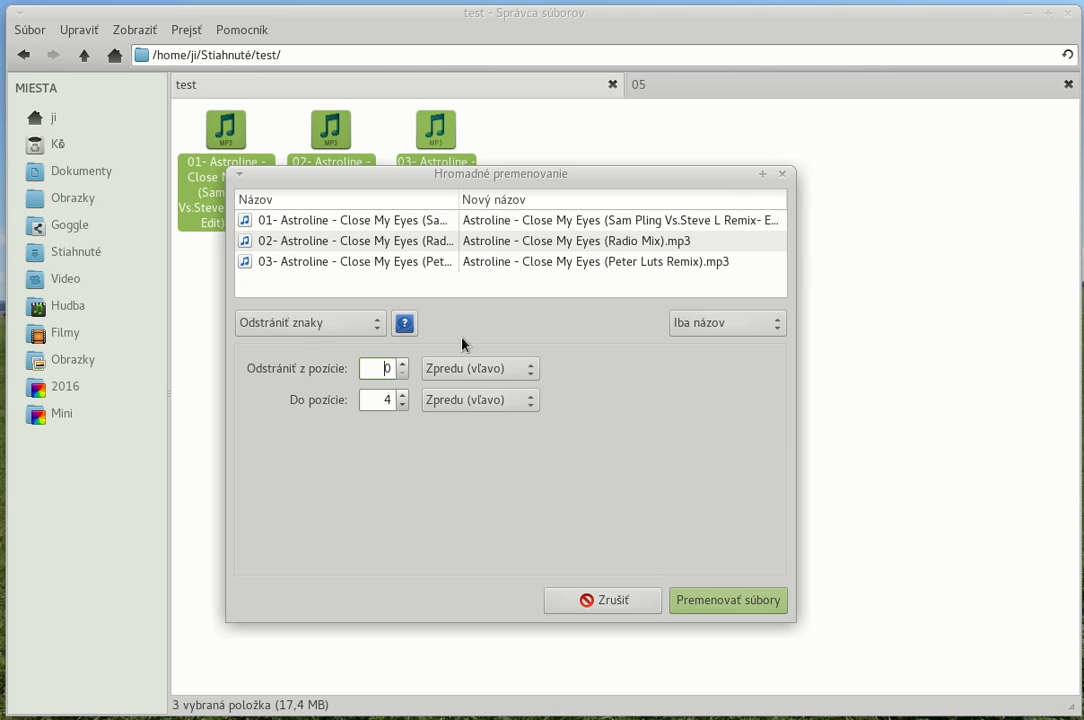 test - Správca súborov
Súbor Upraviť Zobraziť Prejsť Pomocník
/home/ji/Stiahnuté/test/
MIESTA
ji
Dokumenty
Obrazky
Goggle
Stiahnuté
Video
Hudba
Filmy
Obrazky
2016
Mini
test
05
MP3
MP3
MP3
01- Astroline -
Close
(Sam
Vs.Steve
Edit)
02- Astroline -
03- Astroline -
Hromadné premenovanie
Názov Nový názov
01- Astroline - Close My Eyes (Sa... Astroline - Close My Eyes (Sam Pling Vs.Steve L Remix- E...
02- Astroline - Close My Eyes (Rad... Astroline - Close My Eyes (Radio Mix).mp3
03- Astroline - Close My Eyes (Pet... Astroline - Close My Eyes (Peter Luts Remix).mp3
Odstrániť znaky ? Iba názov
Odstrániť z pozície: 0 Zpredu (vľavo)
Do pozície: 4 Zpredu (vľavo)
Zrušiť Premenovať súbory
3 vybraná položka (17,4 MB)